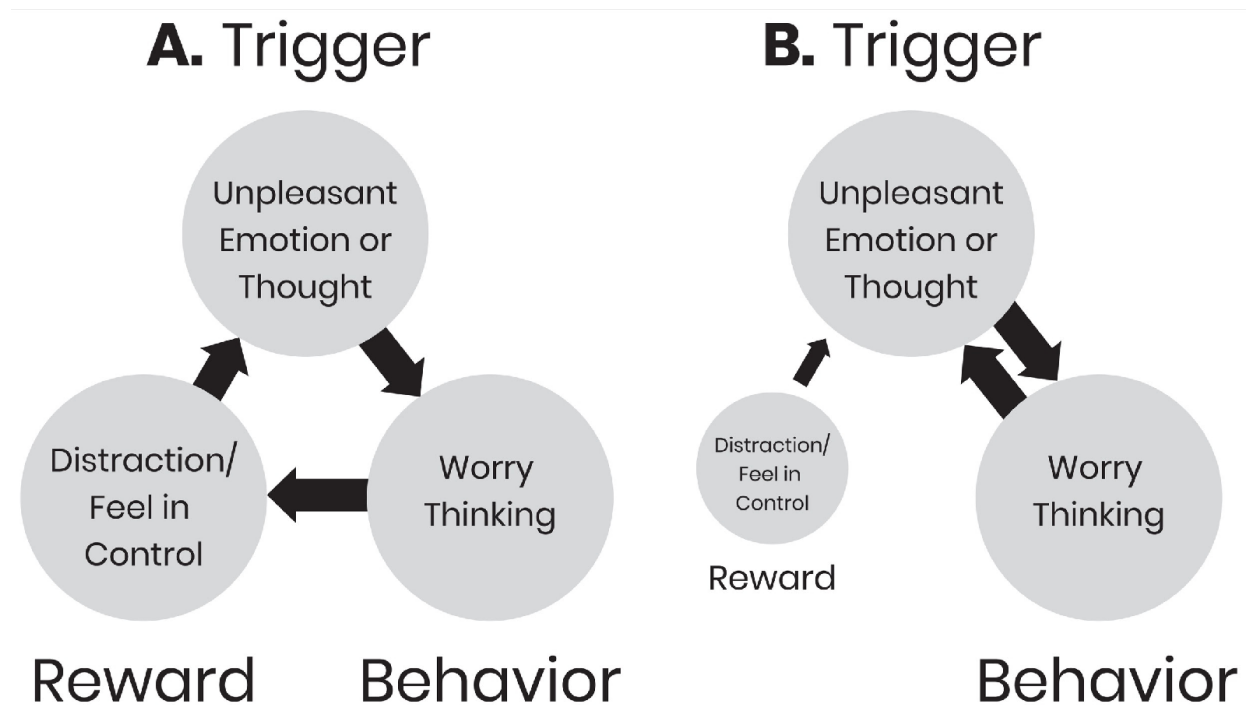 A. Trigger
Unpleasant
Emotion or
Thought
Distraction/
Feel in
Control
Worry
Thinking
Reward
Behavior
B. Trigger
Unpleasant
Emotion or
Thought
Distraction/
Feel in
Control
Reward
Worry
Thinking
Behavior